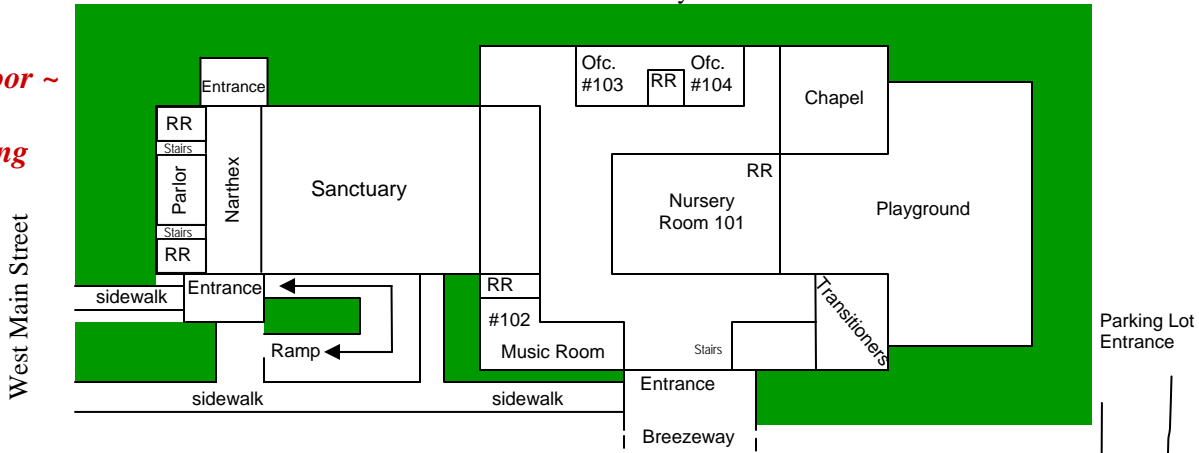 oor ~
ng
West Main Street
Entrance
RR
Stairs
Parlor
Stairs
RR
Narthex
Sanctuary
Entrance
sidewalk
Ramp
sidewalk
sidewalk
RR
#102
Music Room
Ofc.
#103
RR
Ofc.
#104
Chapel
RR
Nursery
Room 101
Playground
Transitioners
Stairs
Entrance
Breezeway
Parking Lot
Entrance